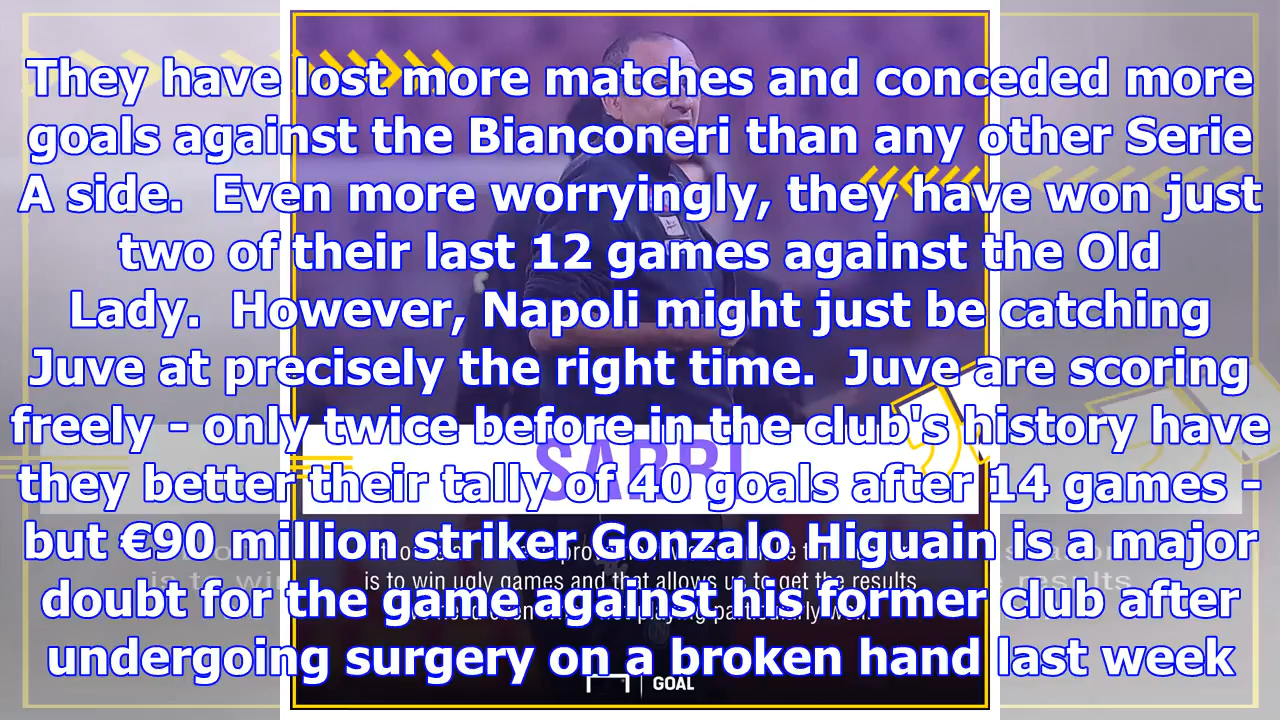 They have lost more matches and conceded more
goals against the Bianconeri than any other Serie
A side.  Even more worryingly, they have won just
two of their last 12 games against the Old
Lady.  However, Napoli might just be catching
Juve at precisely the right time.  Juve are scoring
freely - only twice before in the club's history have
they better their tally of 40 goals after 14 games -
but €90 million striker Gonzalo Higuain is a major
doubt for the game against his former club after
undergoing surgery on a broken hand last week
SARRI
is to win ugly games and that allows us to get the results
GOAL